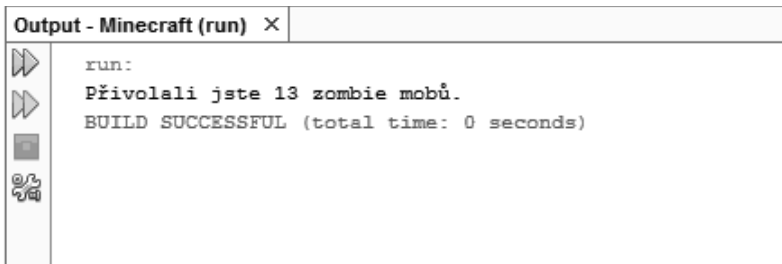 Output - Minecraft (run) ×
run:
Přivolali jste 13 zombie mobů.
BUILD SUCCESSFUL (total time: 0 seconds)